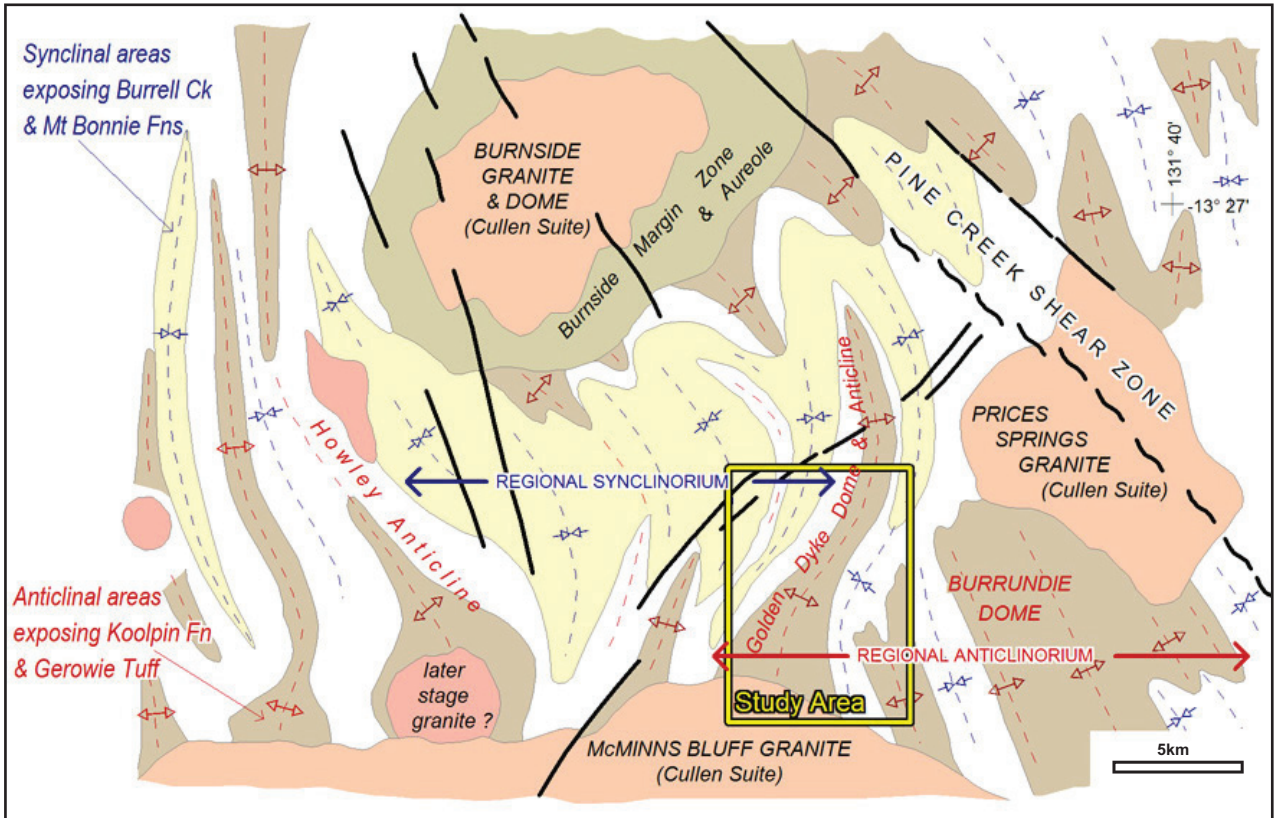 Synclinal areas
exposing Burrell Ck
& Mt Bonnie Fns
BURNSIDE
GRANITE
& DOME
(Cullen Suite)
Burnside Margin Zone
& Aureole
PINE CREEK SHEAR ZONE
131° 40'
-13° 27'
Howley Anticline
REGIONAL SYNCLINORIUM
Golden Dyke Dome & Anticline
PRICES
SPRINGS
GRANITE
(Cullen Suite)
Anticlinal areas
exposing Koolpin Fn
& Gerowie Tuff
BURRUNDIE
DOME
REGIONAL ANTICLINORIUM
later
stage
granite ?
Study Area
McMINNS BLUFF GRANITE
(Cullen Suite)
5km